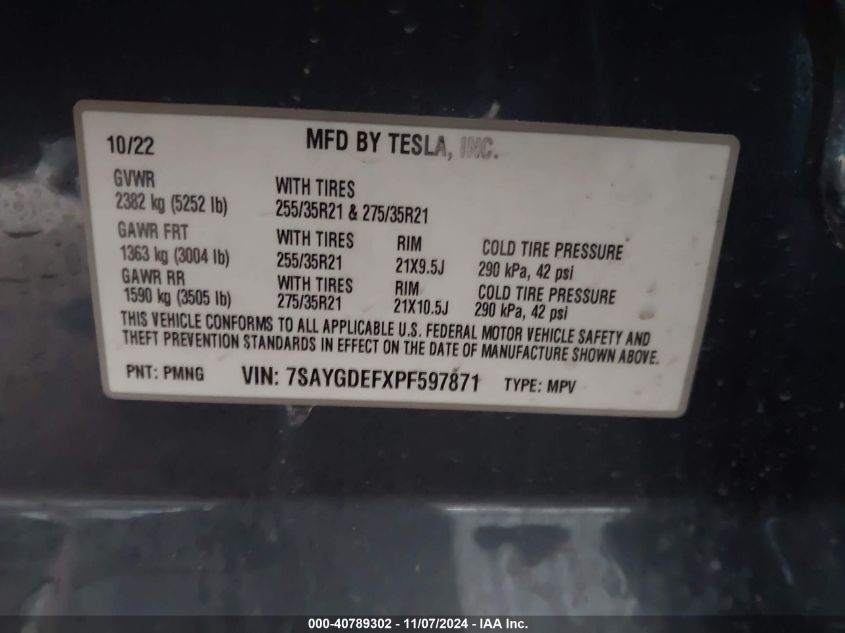 10/22 MFD BY TESLA, INC.
GVWR WITH TIRES
2382 kg (5252 lb) 255/35R21 & 275/35R21
GAWR FRT WITH TIRES RIM COLD TIRE PRESSURE
1363 kg (3004 lb) 255/35R21 21X9.5J 290 kPa, 42 psi
GAWR RR WITH TIRES RIM COLD TIRE PRESSURE
1590 kg (3505 lb) 275/35R21 21X10.5J 290 kPa, 42 psi
THIS VEHICLE CONFORMS TO ALL APPLICABLE U.S. FEDERAL MOTOR VEHICLE SAFETY AND
THEFT PREVENTION STANDARDS IN EFFECT ON THE DATE OF MANUFACTURE SHOWN ABOVE.
PNT: PMNG VIN: 7SAYGDEFXPF597871 TYPE: MPV
000-40789302 - 11/07/2024 - IAA Inc.